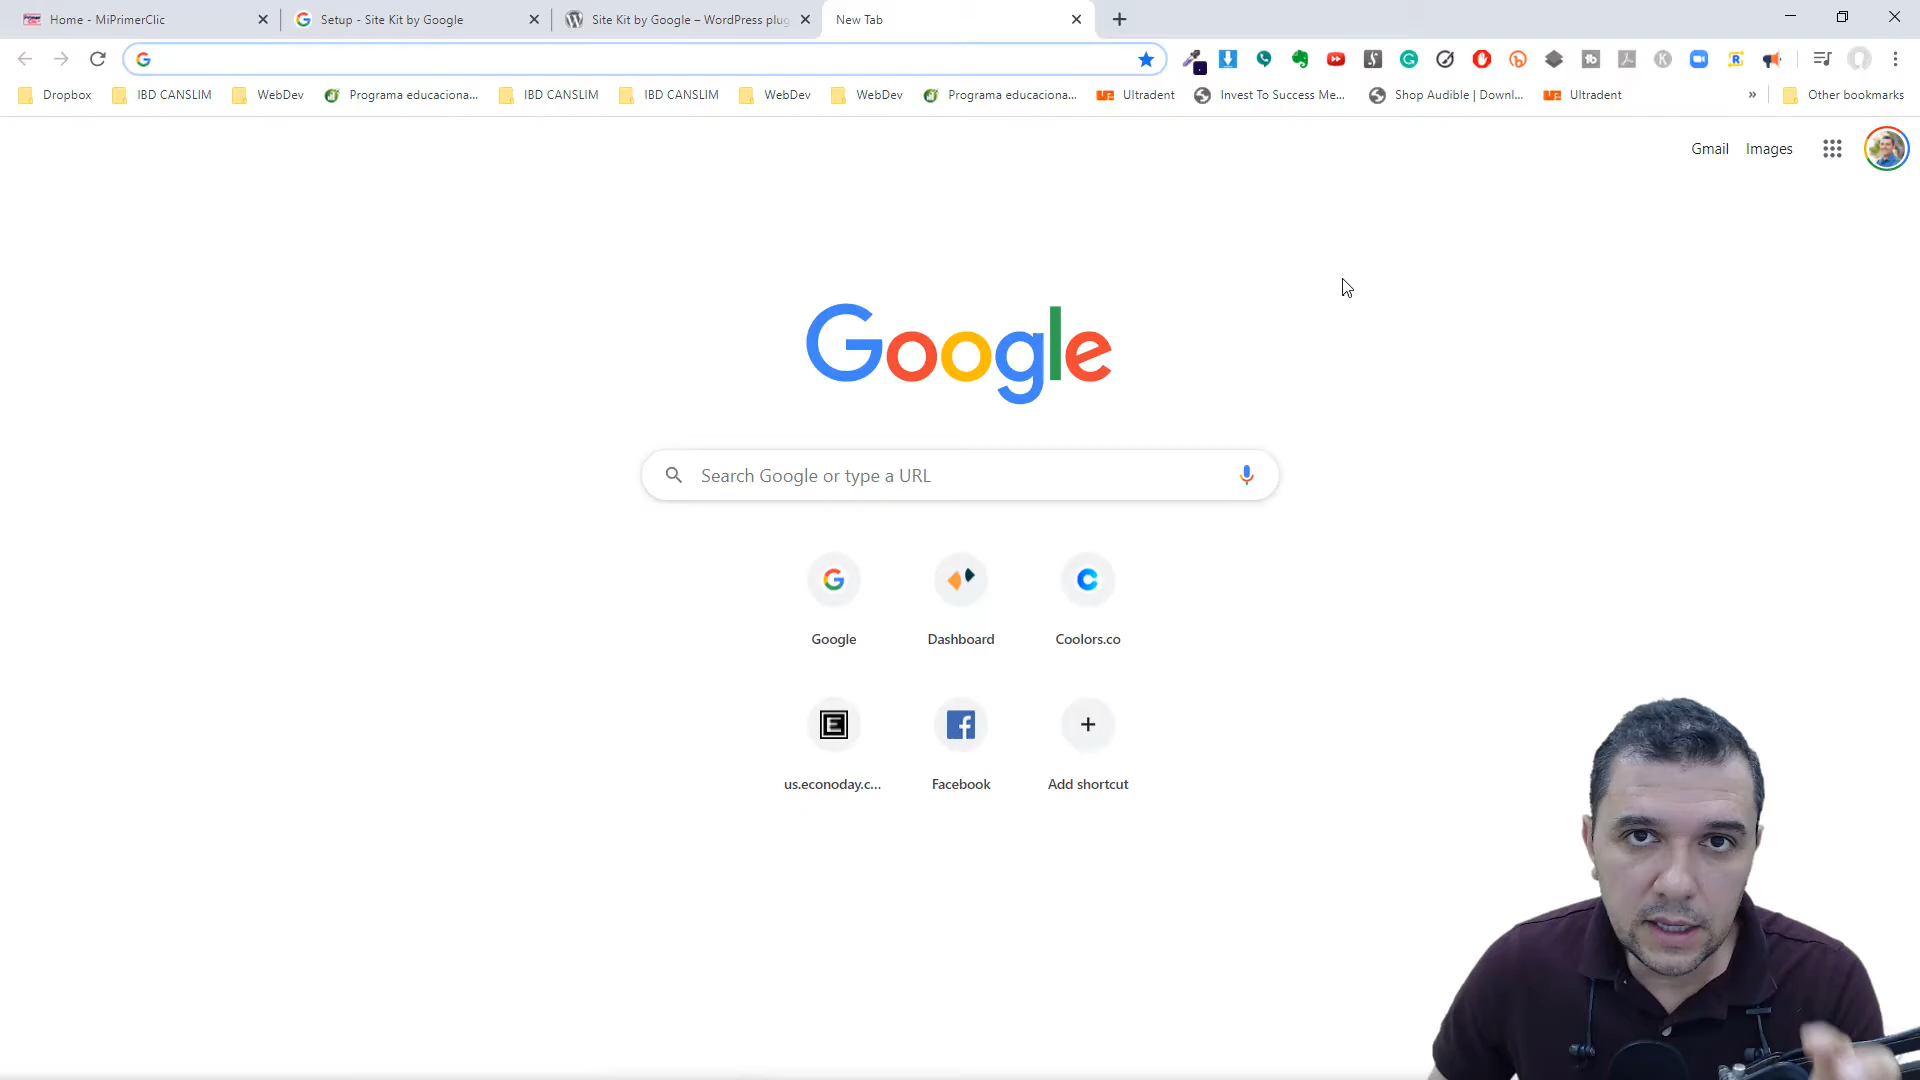 Home - MiPrimerClic
Setup - Site Kit by Google
Site Kit by Google – WordPress plug
New Tab
Dropbox
IBD CANSLIM
WebDev
Programa educaciona...
IBD CANSLIM
IBD CANSLIM
WebDev
WebDev
Programa educaciona...
Ultradent
Invest To Success Me...
Shop Audible | Downl...
Ultradent
»
Other bookmarks
Gmail
Images
Google
Search Google or type a URL
Google
Dashboard
Coolors.co
us.econoday.c...
Facebook
Add shortcut